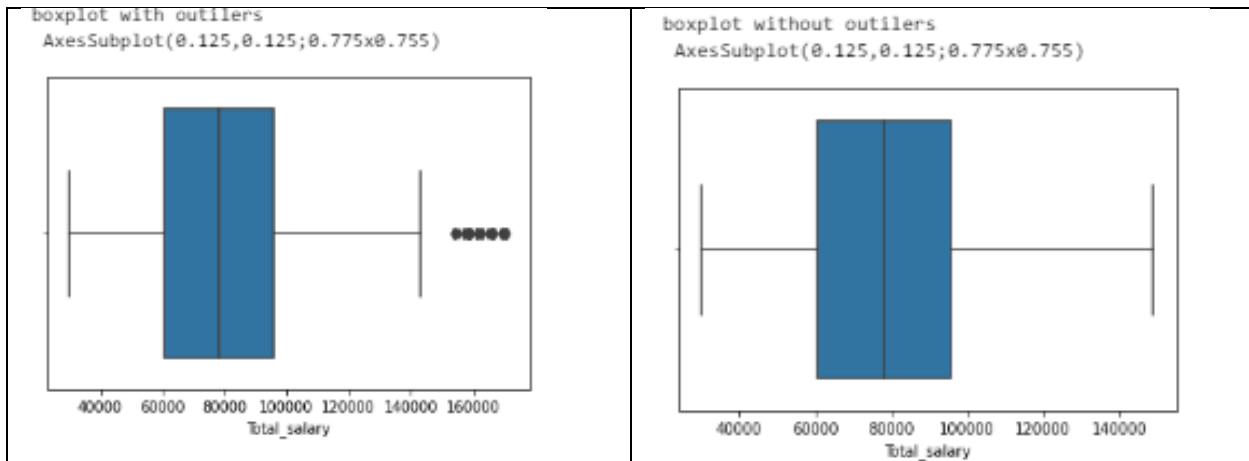 boxplot with outilers
AxesSubplot(0.125,0.125;0.775x0.755)
40000 60000 80000 100000 120000 140000 160000
Total_salary
boxplot without outilers
AxesSubplot(0.125,0.125;0.775x0.755)
40000 60000 80000 100000 120000 140000
Total_salary